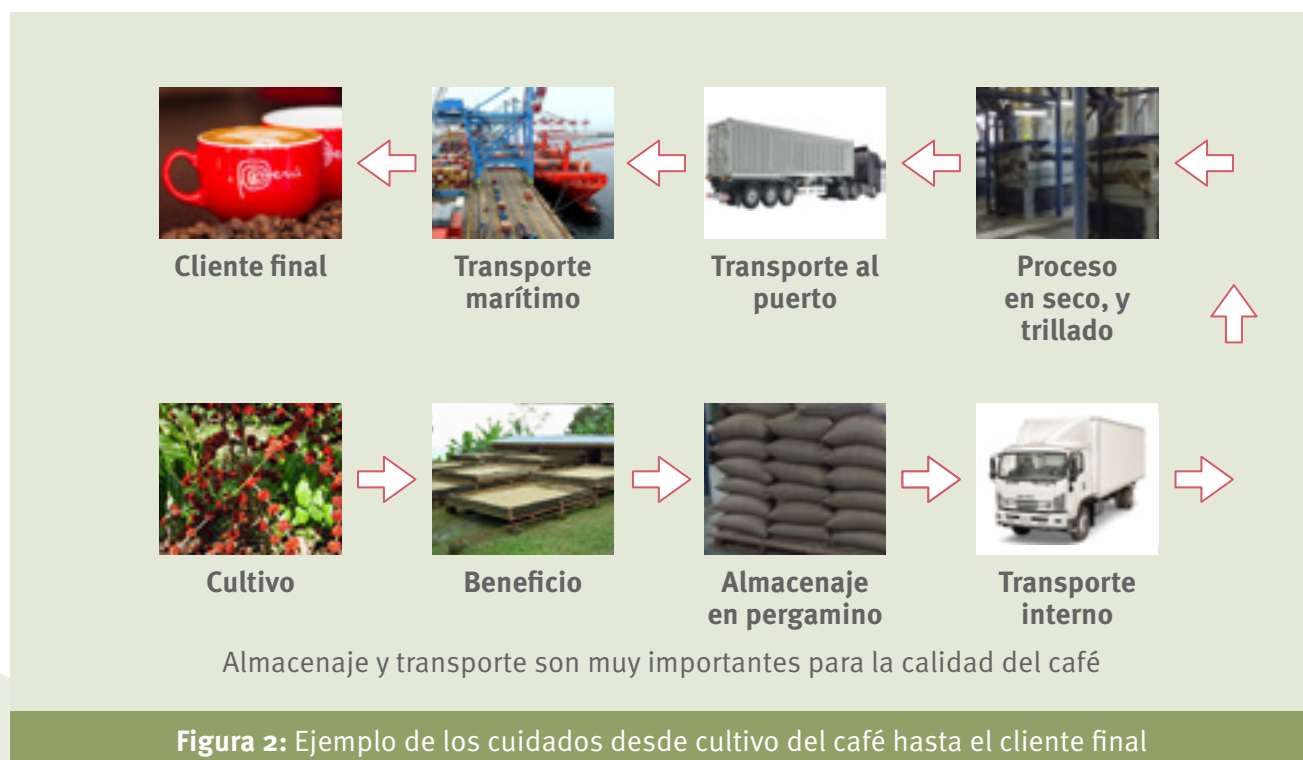 Perú
Cliente final
Transporte
marítimo
Transporte al
puerto
Proceso
en seco, y
trillado
Cultivo
Beneficio
Almacenaje
en pergamino
Transporte
interno
Almacenaje y transporte son muy importantes para la calidad del café
Figura 2: Ejemplo de los cuidados desde cultivo del café hasta el cliente final